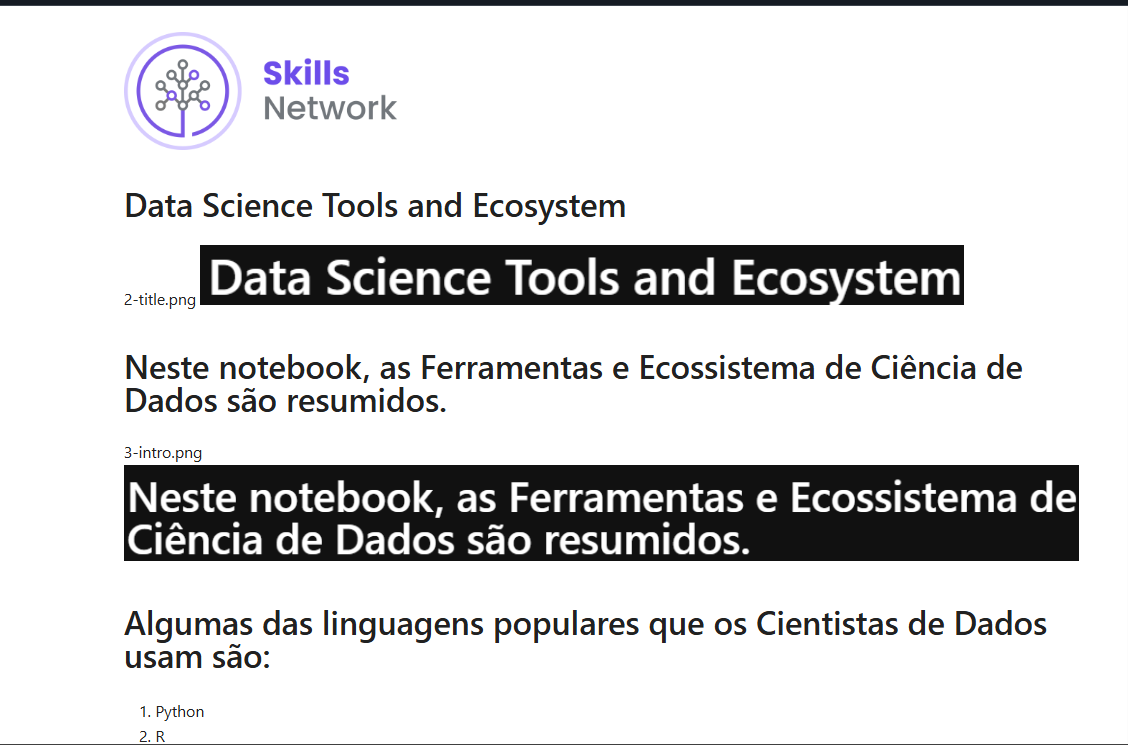 Skills
Network
Data Science Tools and Ecosystem
2-title.png Data Science Tools and Ecosystem
Neste notebook, as Ferramentas e Ecossistema de Ciência de
Dados são resumidos.
3-intro.png
Neste notebook, as Ferramentas e Ecossistema de
Ciência de Dados são resumidos.
Algumas das linguagens populares que os Cientistas de Dados
usam são:
1. Python
2. R